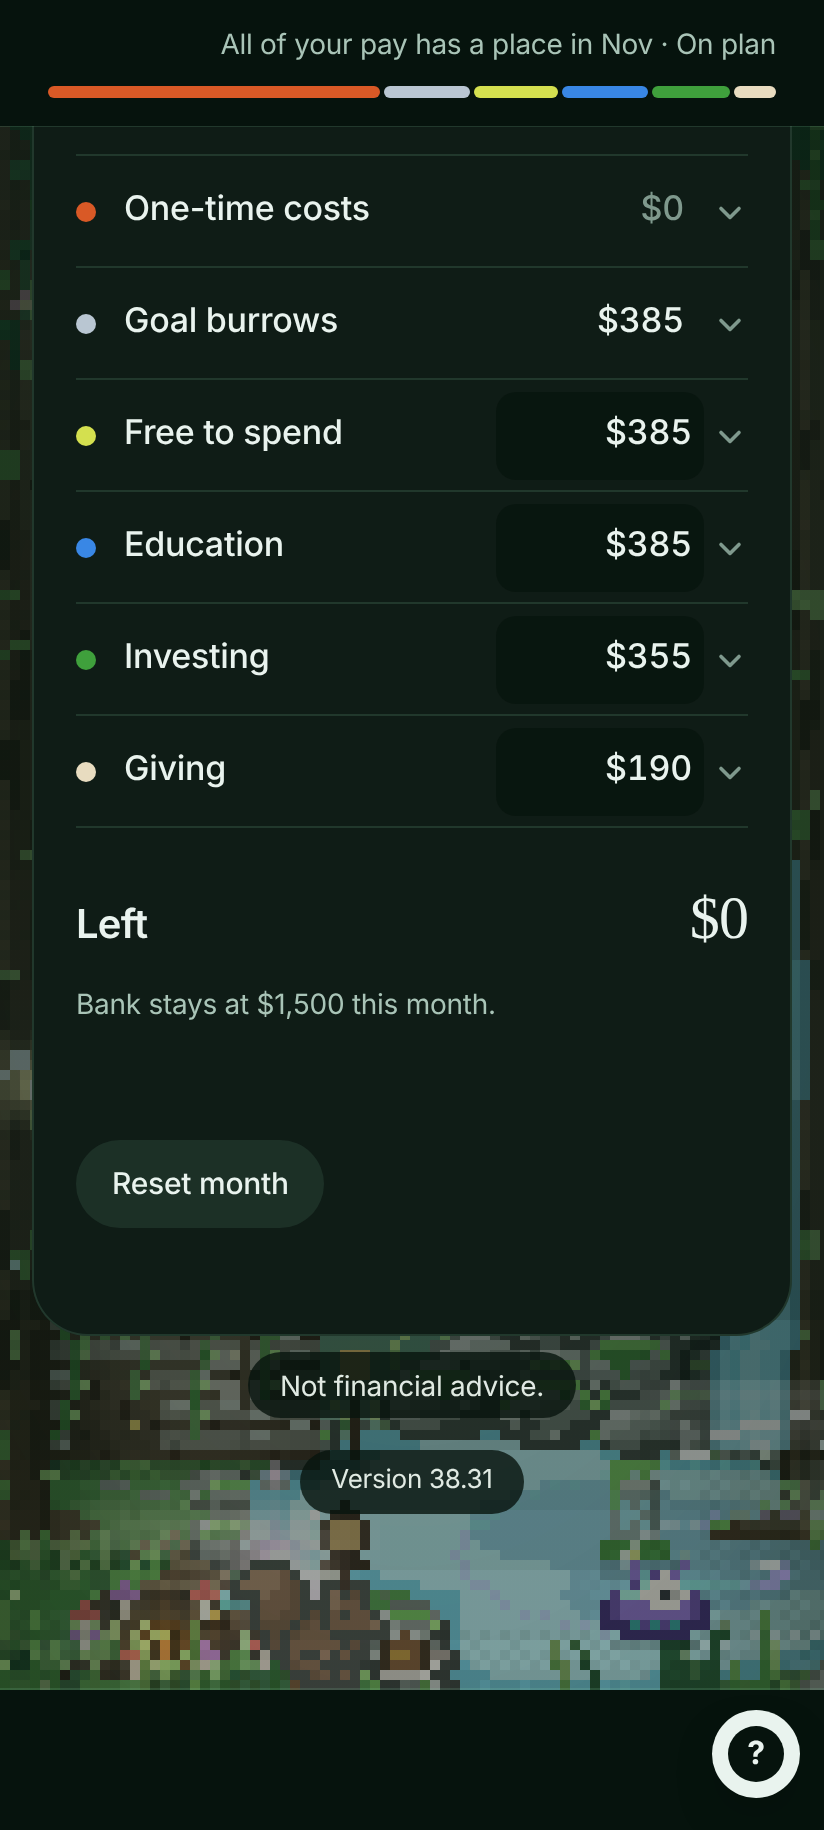 All of your pay has a place in Nov · On plan
One-time costs $0
Goal burrows $385
Free to spend $385
Education $385
Investing $355
Giving $190
Left $0
Bank stays at $1,500 this month.
Reset month
Not financial advice.
Version 38.31
?